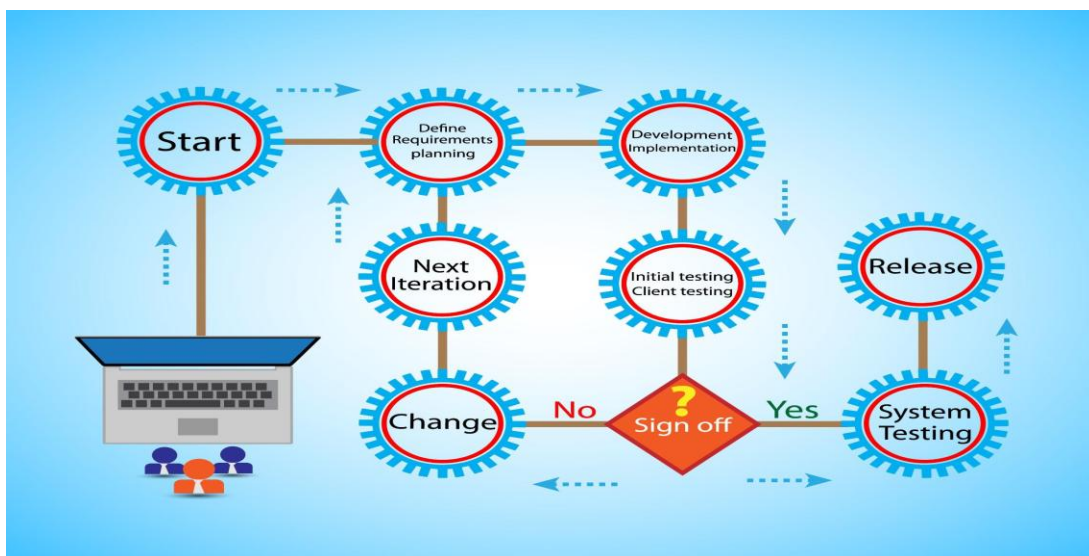 Start
Define
Requirements
planning
Development
Implementation
Next
Iteration
Initial testing
Client testing
Release
Change
No
?
Sign off
Yes
System
Testing